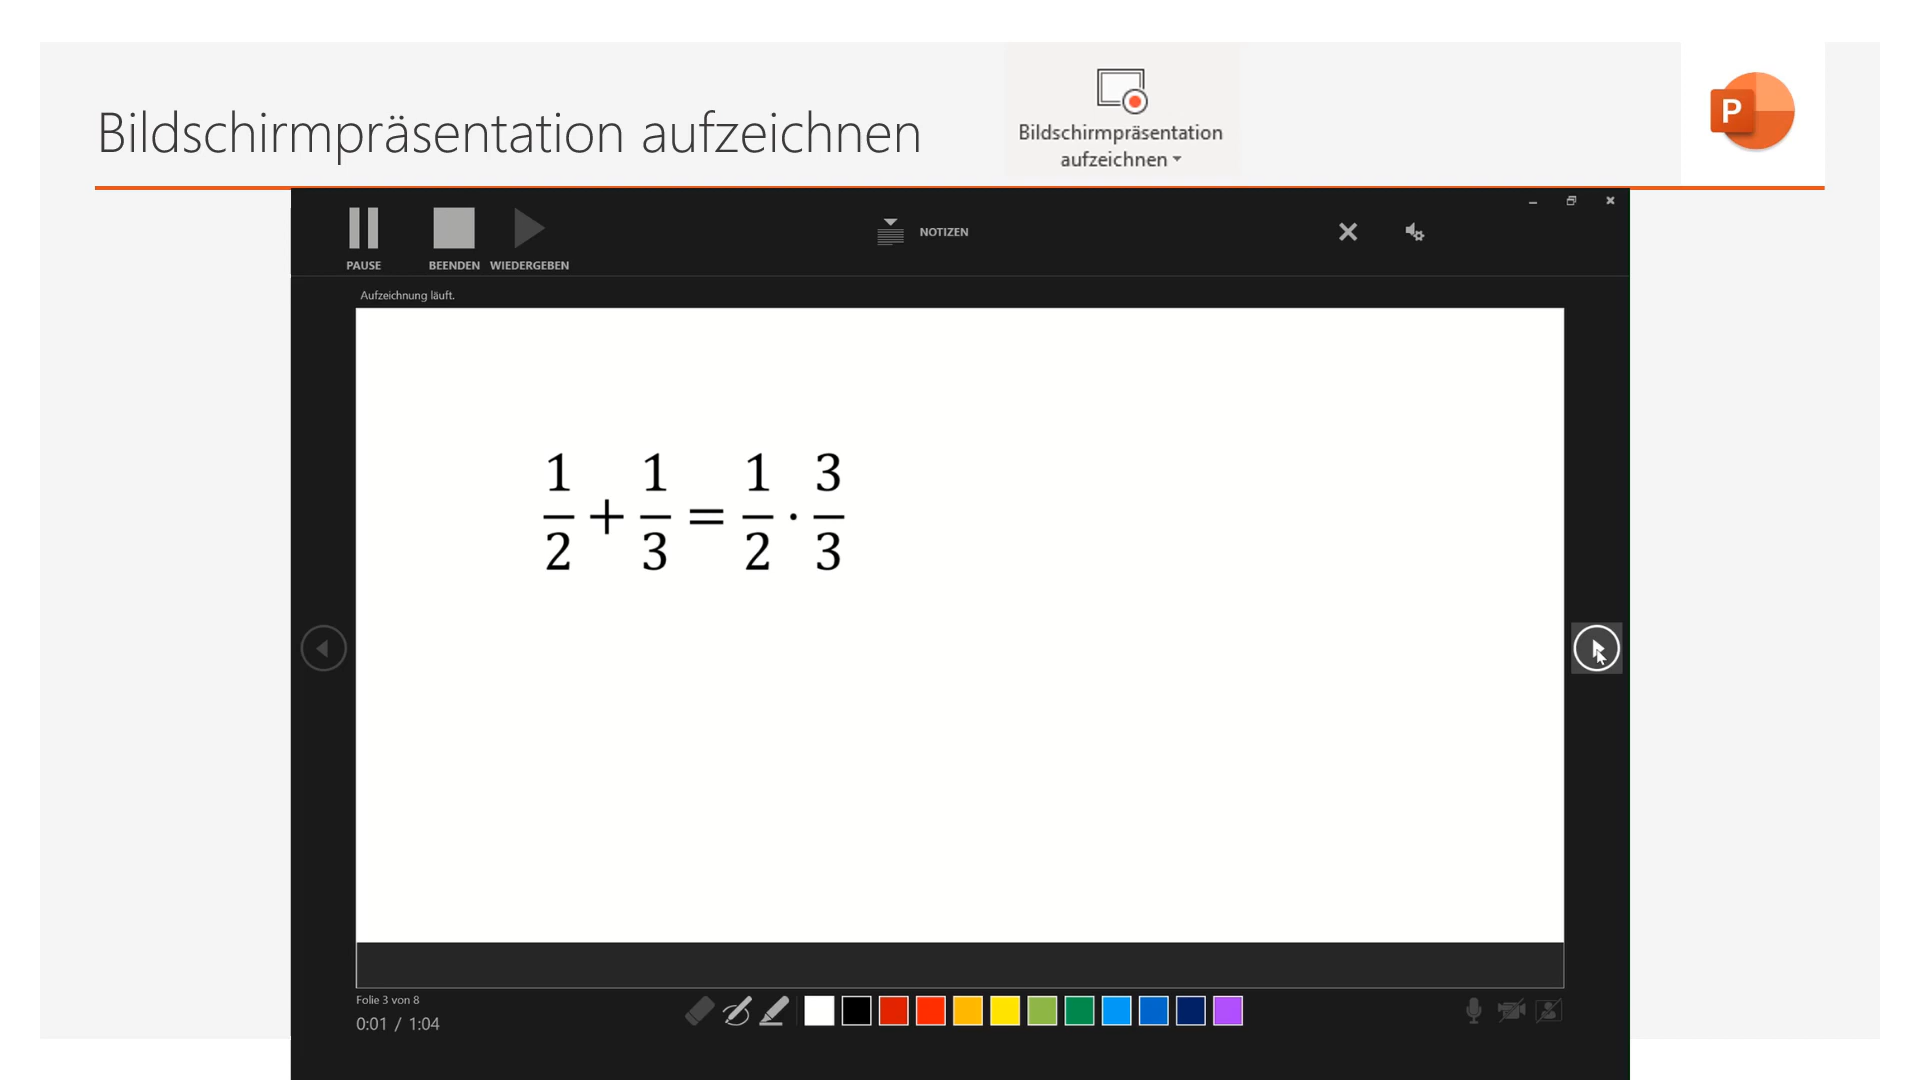 Bildschirmpräsentation aufzeichnen
Bildschirmpräsentation
aufzeichnen
P
PAUSE
BEENDEN
WIEDERGEBEN
NOTIZEN
Aufzeichnung läuft.
1/2 + 1/3 = 1/2 · 3/3
Folie 3 von 8
0:01 / 1:04